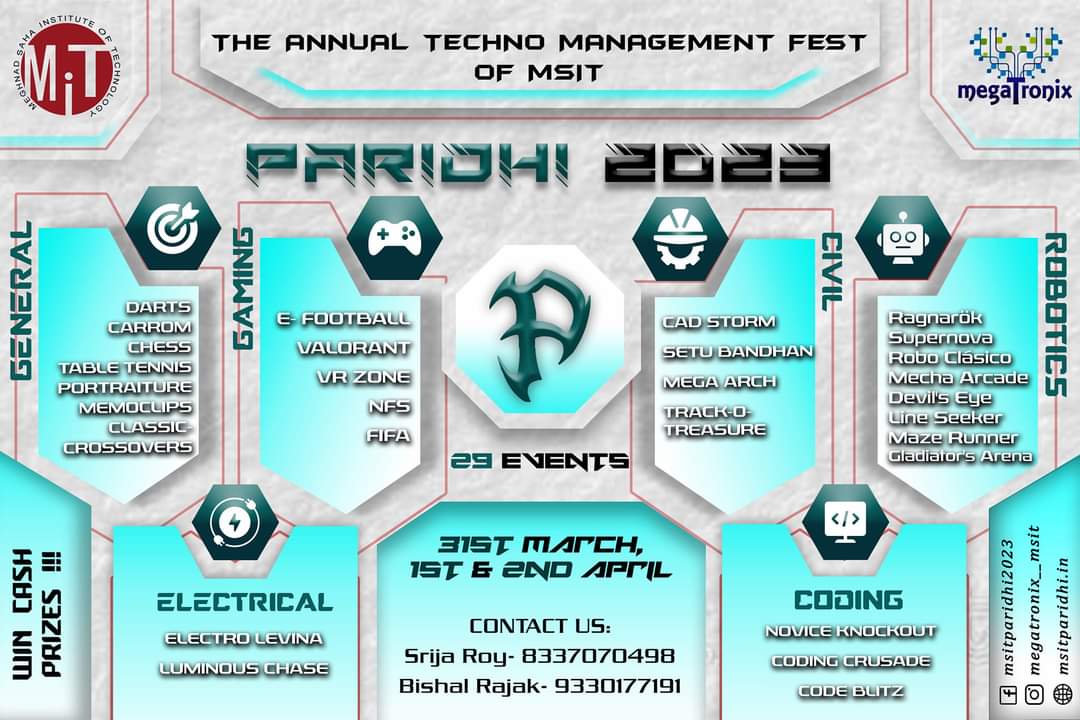 MEGHNAD SAHA INSTITUTE OF TECHNOLOGY
MiT
THE ANNUAL TECHNO MANAGEMENT FEST
OF MSIT
megaTronix
PARIDHI 2023
GENERAL
DARTS
CARROM
CHESS
TABLE TENNIS
PORTRAITURE
MEMOCLIPS
CLASSIC-
CROSSOVERS
GAMING
E- FOOTBALL
VALORANT
VR ZONE
NFS
FIFA
P
29 EVENTS
CIVIL
CAD STORM
SETU BANDHAN
MEGA ARCH
TRACK-O-
TREASURE
ROBOTICS
Ragnarök
Supernova
Robo Clásico
Mecha Arcade
Devil's Eye
Line Seeker
Maze Runner
Gladiator's Arena
WIN CASH
PRIZES !!!
ELECTRICAL
ELECTRO LEVINA
LUMINOUS CHASE
31ST MARCH,
1ST & 2ND APRIL
CONTACT US:
Srija Roy- 8337070498
Bishal Rajak- 9330177191
</>
CODING
NOVICE KNOCKOUT
CODING CRUSADE
CODE BLITZ
msitparidhi2023
megatronix_msit
msitparidhi.in